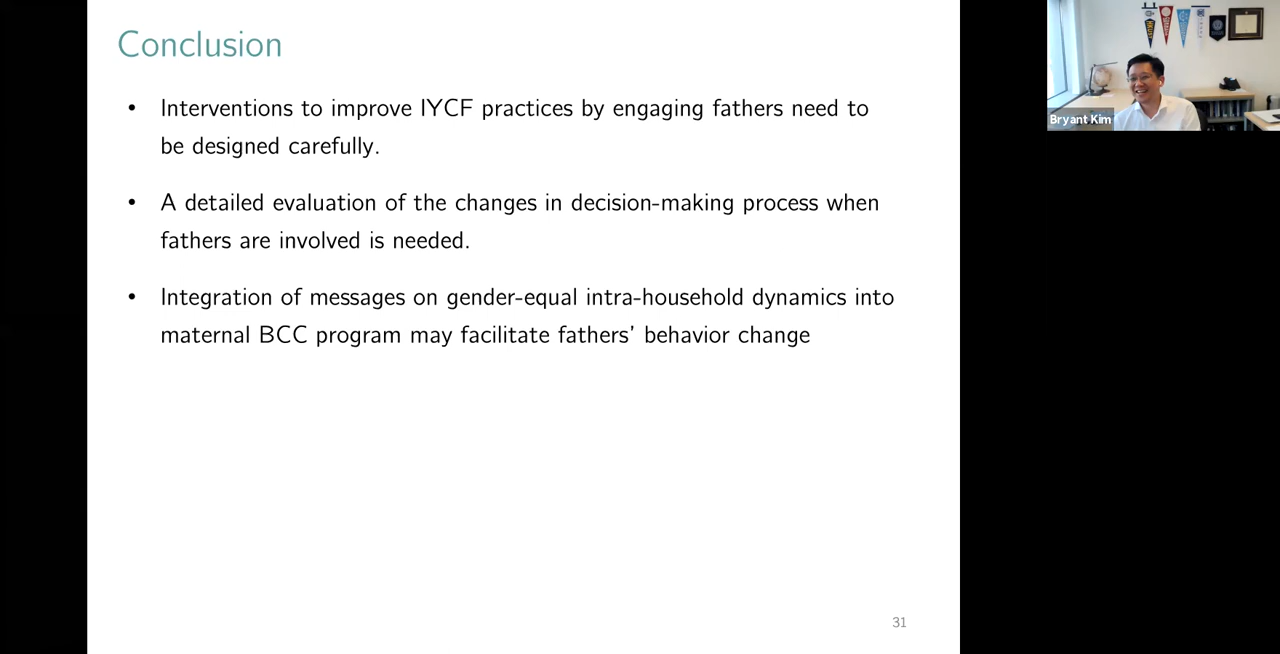 Conclusion
• Interventions to improve IYCF practices by engaging fathers need to
be designed carefully.
• A detailed evaluation of the changes in decision-making process when
fathers are involved is needed.
• Integration of messages on gender-equal intra-household dynamics into
maternal BCC program may facilitate fathers' behavior change
31
Bryant Kim